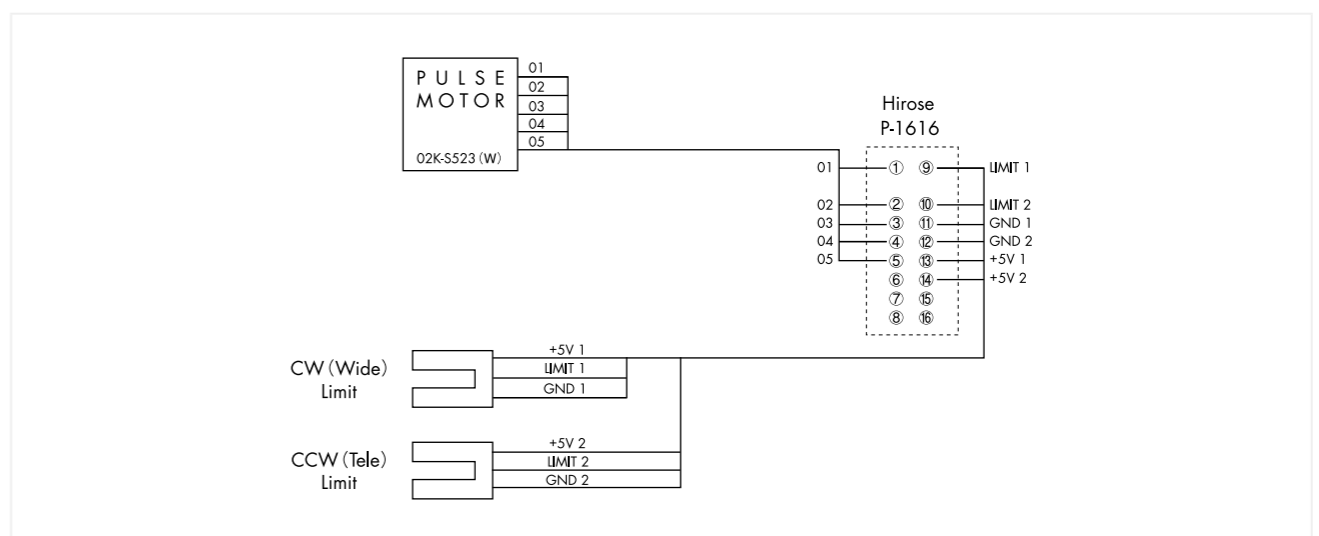 PULSE
MOTOR
02K-S523 (W)
01
02
03
04
05
Hirose
P-1616
01 ① ⑨ LIMIT 1
02 ② ⑩ LIMIT 2
03 ③ ⑪ GND 1
04 ④ ⑫ GND 2
05 ⑤ ⑬ +5V 1
⑥ ⑭ +5V 2
⑦ ⑮
⑧ ⑯
CW (Wide)
Limit
+5V 1
LIMIT 1
GND 1
CCW (Tele)
Limit
+5V 2
LIMIT 2
GND 2